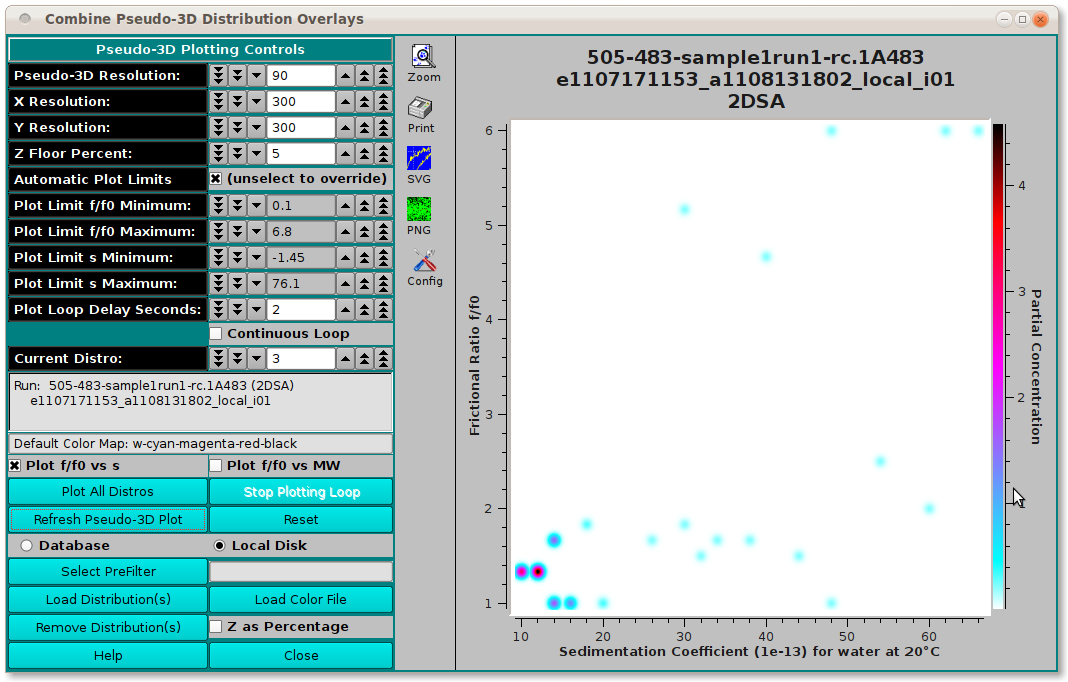 Combine Pseudo-3D Distribution Overlays
Pseudo-3D Plotting Controls
Pseudo-3D Resolution: 90
X Resolution: 300
Y Resolution: 300
Z Floor Percent: 5
Automatic Plot Limits (unselect to override)
Plot Limit f/f0 Minimum: 0.1
Plot Limit f/f0 Maximum: 6.8
Plot Limit s Minimum: -1.45
Plot Limit s Maximum: 76.1
Plot Loop Delay Seconds: 2
Continuous Loop
Current Distro: 3
Run: 505-483-sample1run1-rc.1A483 (2DSA)
e1107171153_a1108131802_local_i01
Default Color Map: w-cyan-magenta-red-black
Plot f/f0 vs s Plot f/f0 vs MW
Plot All Distros Stop Plotting Loop
Refresh Pseudo-3D Plot Reset
Database Local Disk
Select PreFilter
Load Distribution(s) Load Color File
Remove Distribution(s) Z as Percentage
Help Close
Zoom
Print
SVG
PNG
Config
505-483-sample1run1-rc.1A483
e1107171153_a1108131802_local_i01
2DSA
Frictional Ratio f/f0
6
5
4
3
2
1
10 20 30 40 50 60
Sedimentation Coefficient (1e-13) for water at 20°C
4
3
2
1
Partial Concentration